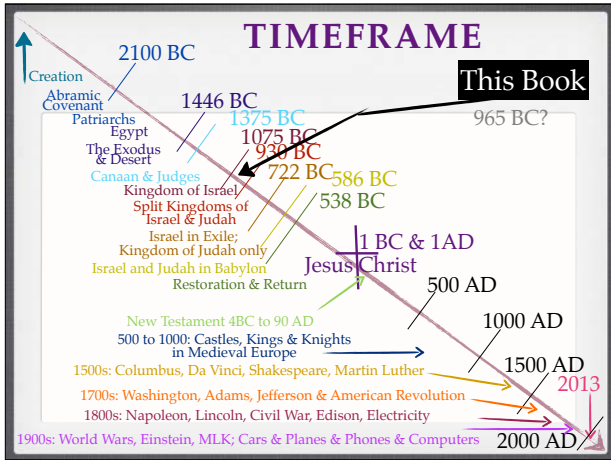 TIMEFRAME
This Book
965 BC?
Creation
2100 BC
Abramic
Covenant
Patriarchs
1446 BC
Egypt
1375 BC
The Exodus
& Desert
1075 BC
Canaan & Judges
930 BC
Kingdom of Israel
722 BC
Split Kingdoms of
Israel & Judah
586 BC
Israel in Exile;
Kingdom of Judah only
538 BC
Israel and Judah in Babylon
Restoration & Return
1 BC & 1AD
Jesus Christ
New Testament 4BC to 90 AD
500 AD
500 to 1000: Castles, Kings & Knights
in Medieval Europe
1000 AD
1500s: Columbus, Da Vinci, Shakespeare, Martin Luther
1500 AD
1700s: Washington, Adams, Jefferson & American Revolution
2013
1800s: Napoleon, Lincoln, Civil War, Edison, Electricity
1900s: World Wars, Einstein, MLK; Cars & Planes & Phones & Computers
2000 AD